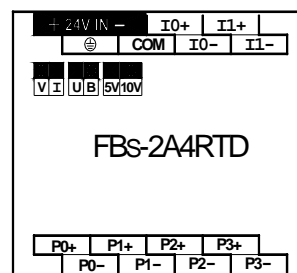 + 24V IN − I0+ I1+
COM I0− I1−
V I U B 5V 10V
FBs-2A4RTD
P0+ P1+ P2+ P3+
P0− P1− P2− P3−